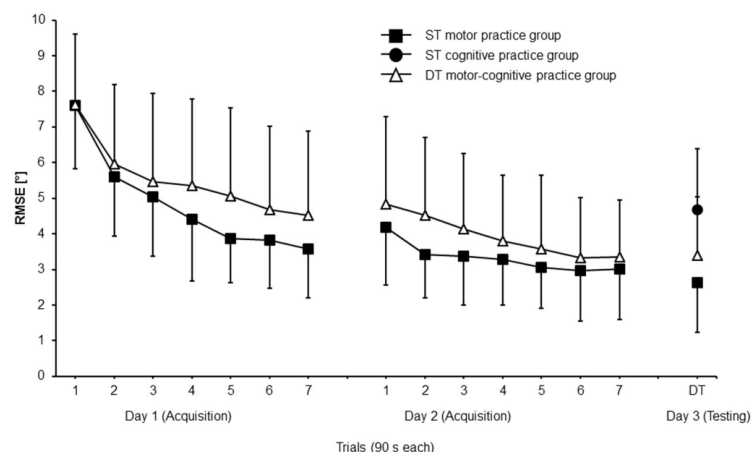 ST motor practice group
ST cognitive practice group
DT motor-cognitive practice group
RMSE [°]
10
9
8
7
6
5
4
3
2
1
0
1 2 3 4 5 6 7 1 2 3 4 5 6 7 DT
Day 1 (Acquisition) Day 2 (Acquisition) Day 3 (Testing)
Trials (90 s each)